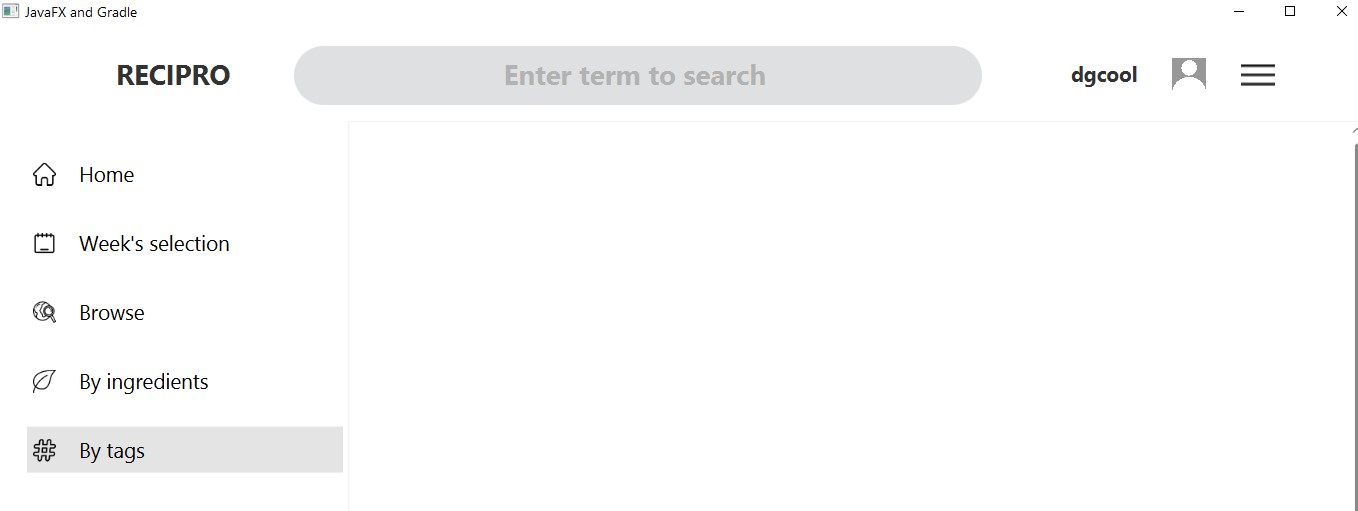 JavaFX and Gradle
RECIPRO
Enter term to search
dgcool
Home
Week's selection
Browse
By ingredients
By tags